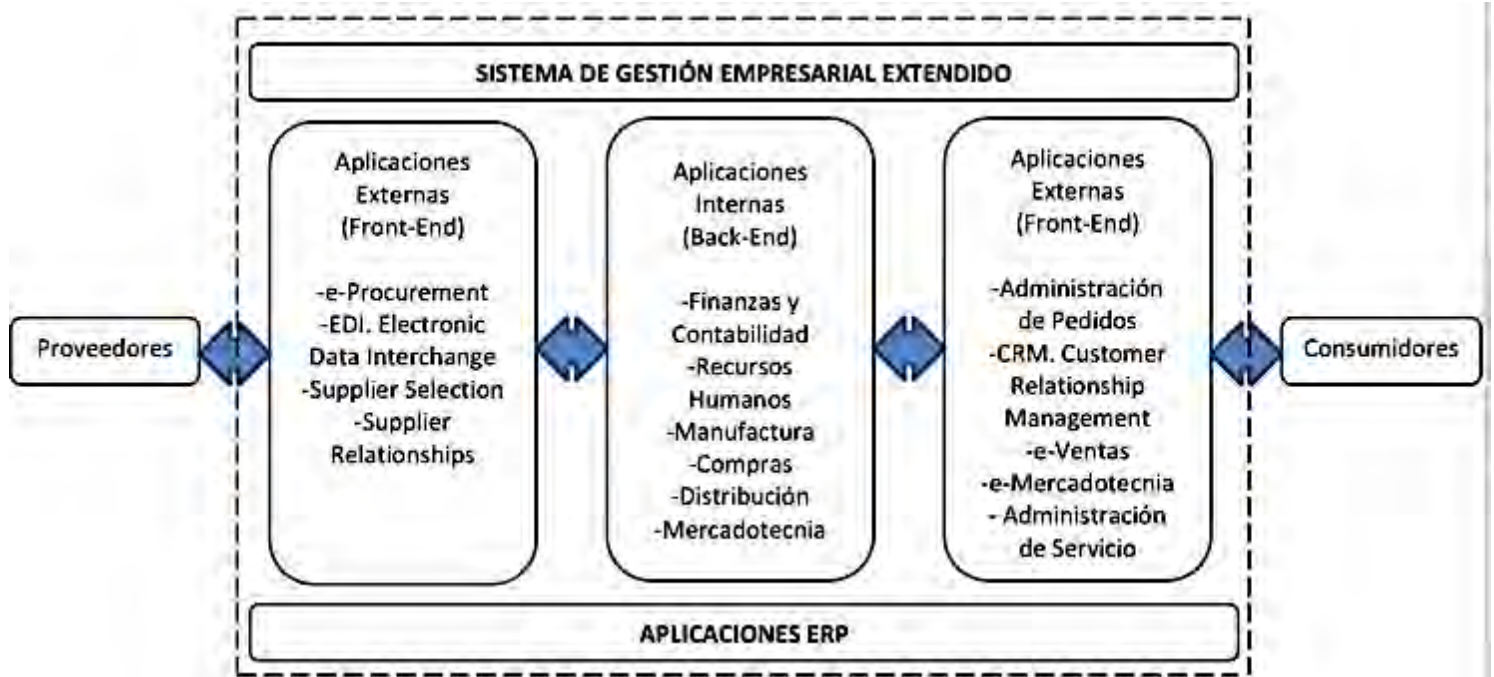 SISTEMA DE GESTIÓN EMPRESARIAL EXTENDIDO
Proveedores
Aplicaciones
Externas
(Front-End)
-e-Procurement
-EDI. Electronic
Data Interchange
-Supplier Selection
-Supplier
Relationships
Aplicaciones
Internas
(Back-End)
-Finanzas y
Contabilidad
-Recursos
Humanos
-Manufactura
-Compras
-Distribución
-Mercadotecnia
Aplicaciones
Externas
(Front-End)
-Administración
de Pedidos
-CRM. Customer
Relationship
Management
-e-Ventas
-e-Mercadotecnia
- Administración
de Servicio
Consumidores
APLICACIONES ERP